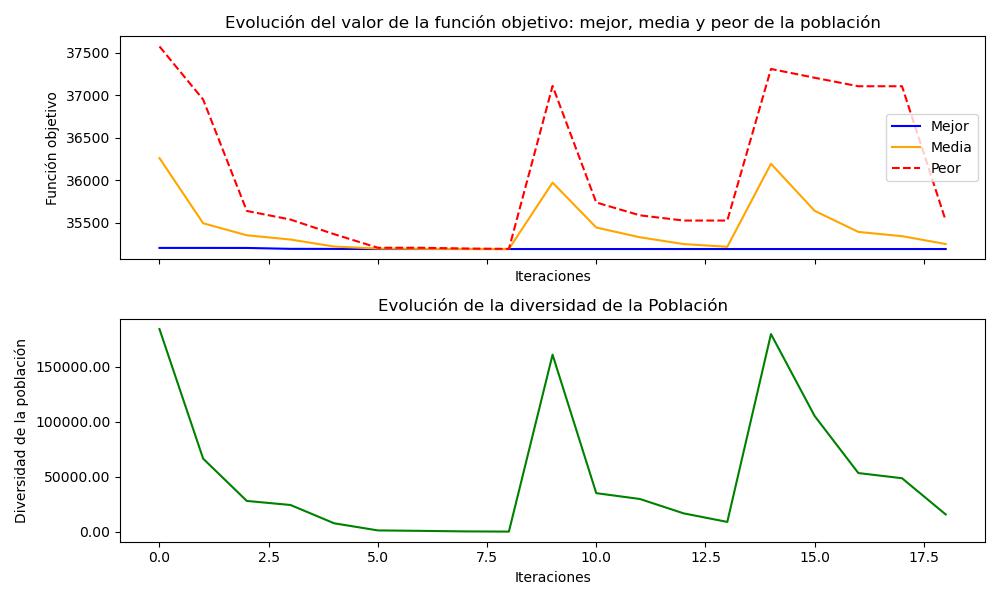 Evolución del valor de la función objetivo: mejor, media y peor de la población
Función objetivo
37500
37000
36500
36000
35500
Mejor
Media
Peor
Iteraciones
Evolución de la diversidad de la Población
Diversidad de la población
150000.00
100000.00
50000.00
0.00
0.0 2.5 5.0 7.5 10.0 12.5 15.0 17.5
Iteraciones